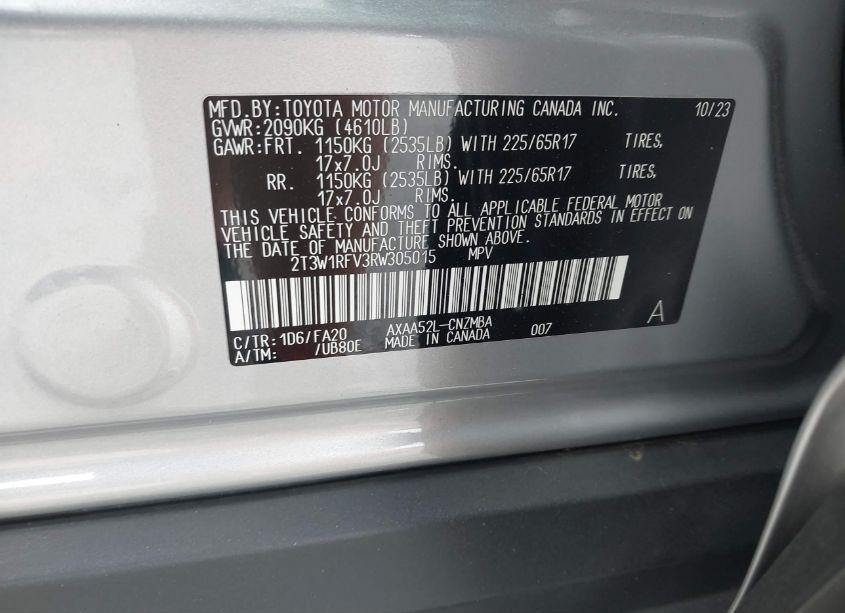 MFD.BY:TOYOTA MOTOR MANUFACTURING CANADA INC. 10/23
GVWR:2090KG (4610LB)
GAWR:FRT. 1150KG (2535LB) WITH 225/65R17 TIRES,
17x7.0J RIMS.
RR. 1150KG (2535LB) WITH 225/65R17 TIRES,
17x7.0J RIMS.
THIS VEHICLE CONFORMS TO ALL APPLICABLE FEDERAL MOTOR
VEHICLE SAFETY AND THEFT PREVENTION STANDARDS IN EFFECT ON
THE DATE OF MANUFACTURE SHOWN ABOVE.
2T3W1RFV3RW305015 MPV
C/TR:1D6/FA20 AXAA52L-CNZMBA 007 A
A/TM: /UB80E MADE IN CANADA